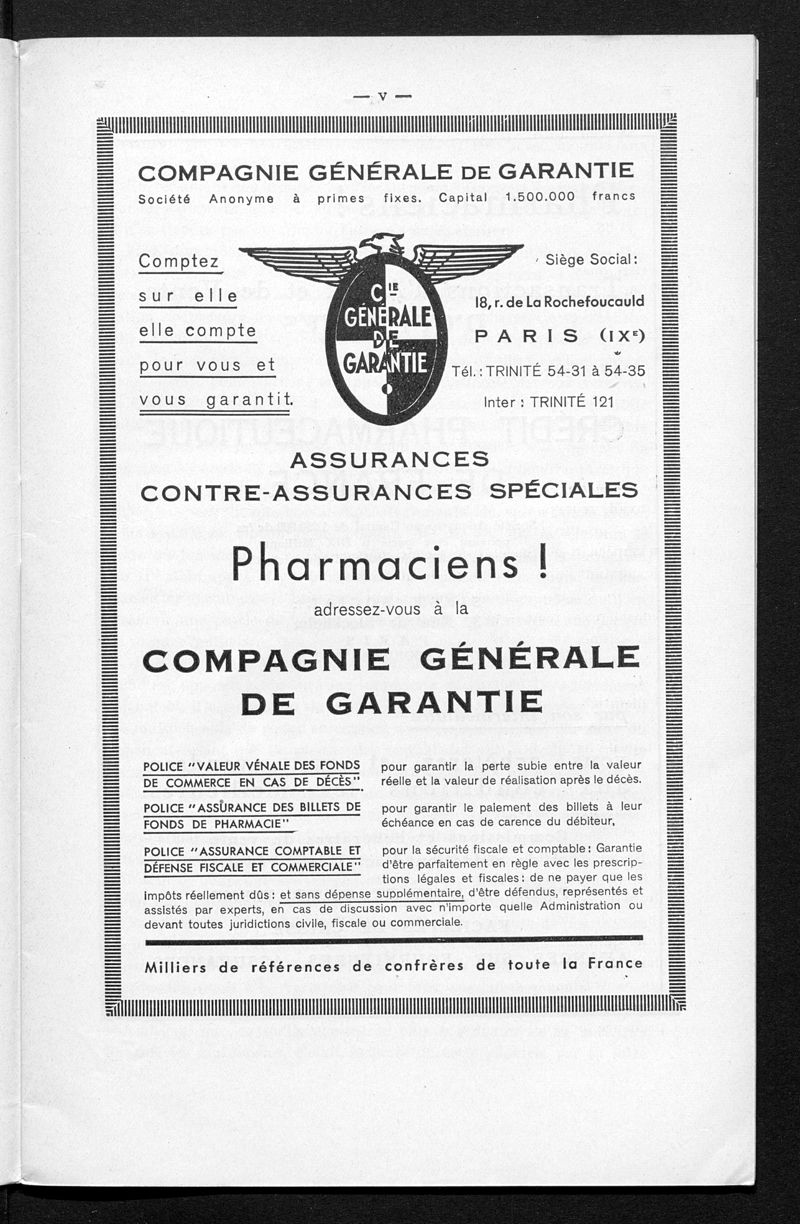 — V —
COMPAGNIE GÉNÉRALE DE GARANTIE
Société Anonyme à primes fixes. Capital 1.500.000 francs
Comptez
sur elle
elle compte
pour vous et
vous garantit.
CIE
GÉNÉRALE
DE
GARANTIE
Siège Social :
18, r. de La Rochefoucauld
PARIS (IXE)
Tél. : TRINITÉ 54-31 à 54-35
Inter : TRINITÉ 121
ASSURANCES
CONTRE-ASSURANCES SPÉCIALES
Pharmaciens !
adressez-vous à la
COMPAGNIE GÉNÉRALE
DE GARANTIE
POLICE "VALEUR VÉNALE DES FONDS
DE COMMERCE EN CAS DE DÉCÈS".
pour garantir la perte subie entre la valeur
réelle et la valeur de réalisation après le décès.
POLICE "ASSURANCE DES BILLETS DE
FONDS DE PHARMACIE"
pour garantir le paiement des billets à leur
échéance en cas de carence du débiteur.
POLICE "ASSURANCE COMPTABLE ET
DÉFENSE FISCALE ET COMMERCIALE"
pour la sécurité fiscale et comptable : Garantie
d'être parfaitement en règle avec les prescrip-
tions légales et fiscales : de ne payer que les
impôts réellement dûs : et sans dépense supplémentaire, d'être défendus, représentés et
assistés par experts, en cas de discussion avec n'importe quelle Administration ou
devant toutes juridictions civile, fiscale ou commerciale.
Milliers de références de confrères de toute la France